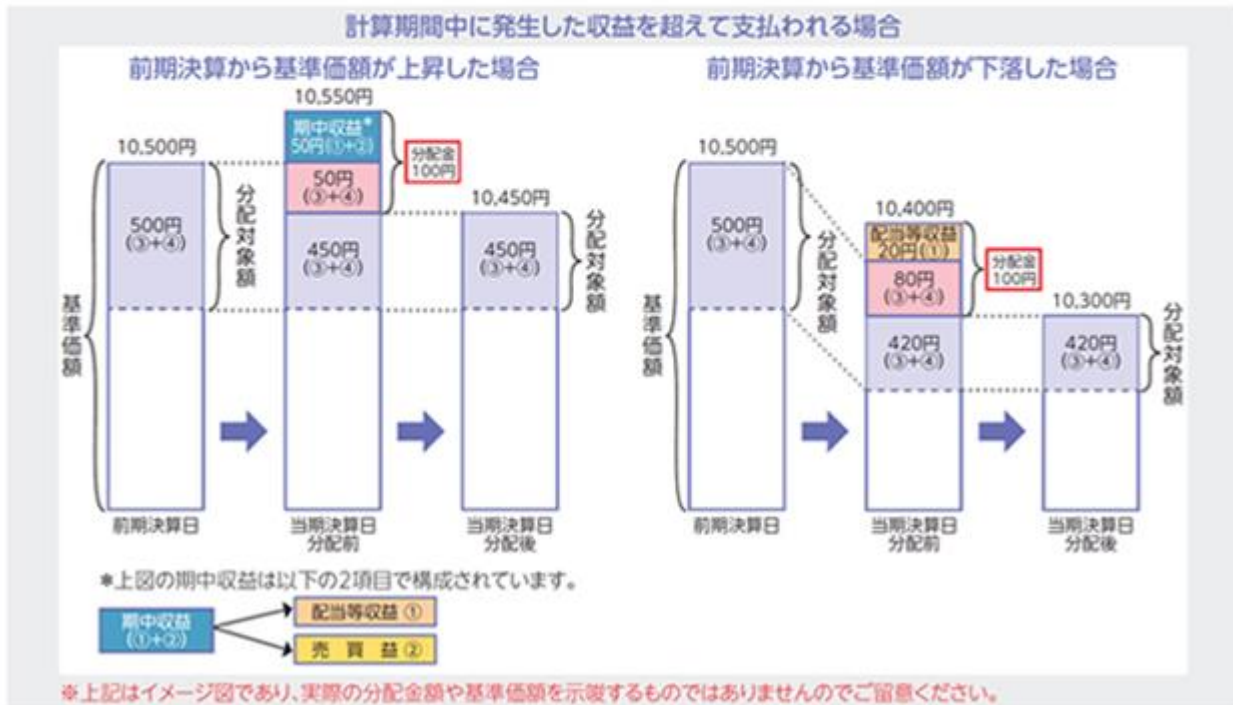 計算期間中に発生した収益を超えて支払われる場合
前期決算から基準価額が上昇した場合
10,550円
10,500円
期中収益*
50円(①+②)
分配金
100円
50円
(③+④)
10,450円
500円
(③+④)
分配対象額
450円
(③+④)
450円
(③+④)
分配対象額
基準価額
前期決算日
当期決算日
分配前
当期決算日
分配後
前期決算から基準価額が下落した場合
10,500円
10,400円
500円
(③+④)
分配対象額
配当等収益
20円(①)
分配金
100円
80円
(③+④)
10,300円
420円
(③+④)
420円
(③+④)
分配対象額
基準価額
前期決算日
当期決算日
分配前
当期決算日
分配後
*上図の期中収益は以下の2項目で構成されています。
期中収益
(①+②)
配当等収益 ①
売 買 益 ②
※上記はイメージ図であり、実際の分配金額や基準価額を示唆するものではありませんのでご留意ください。